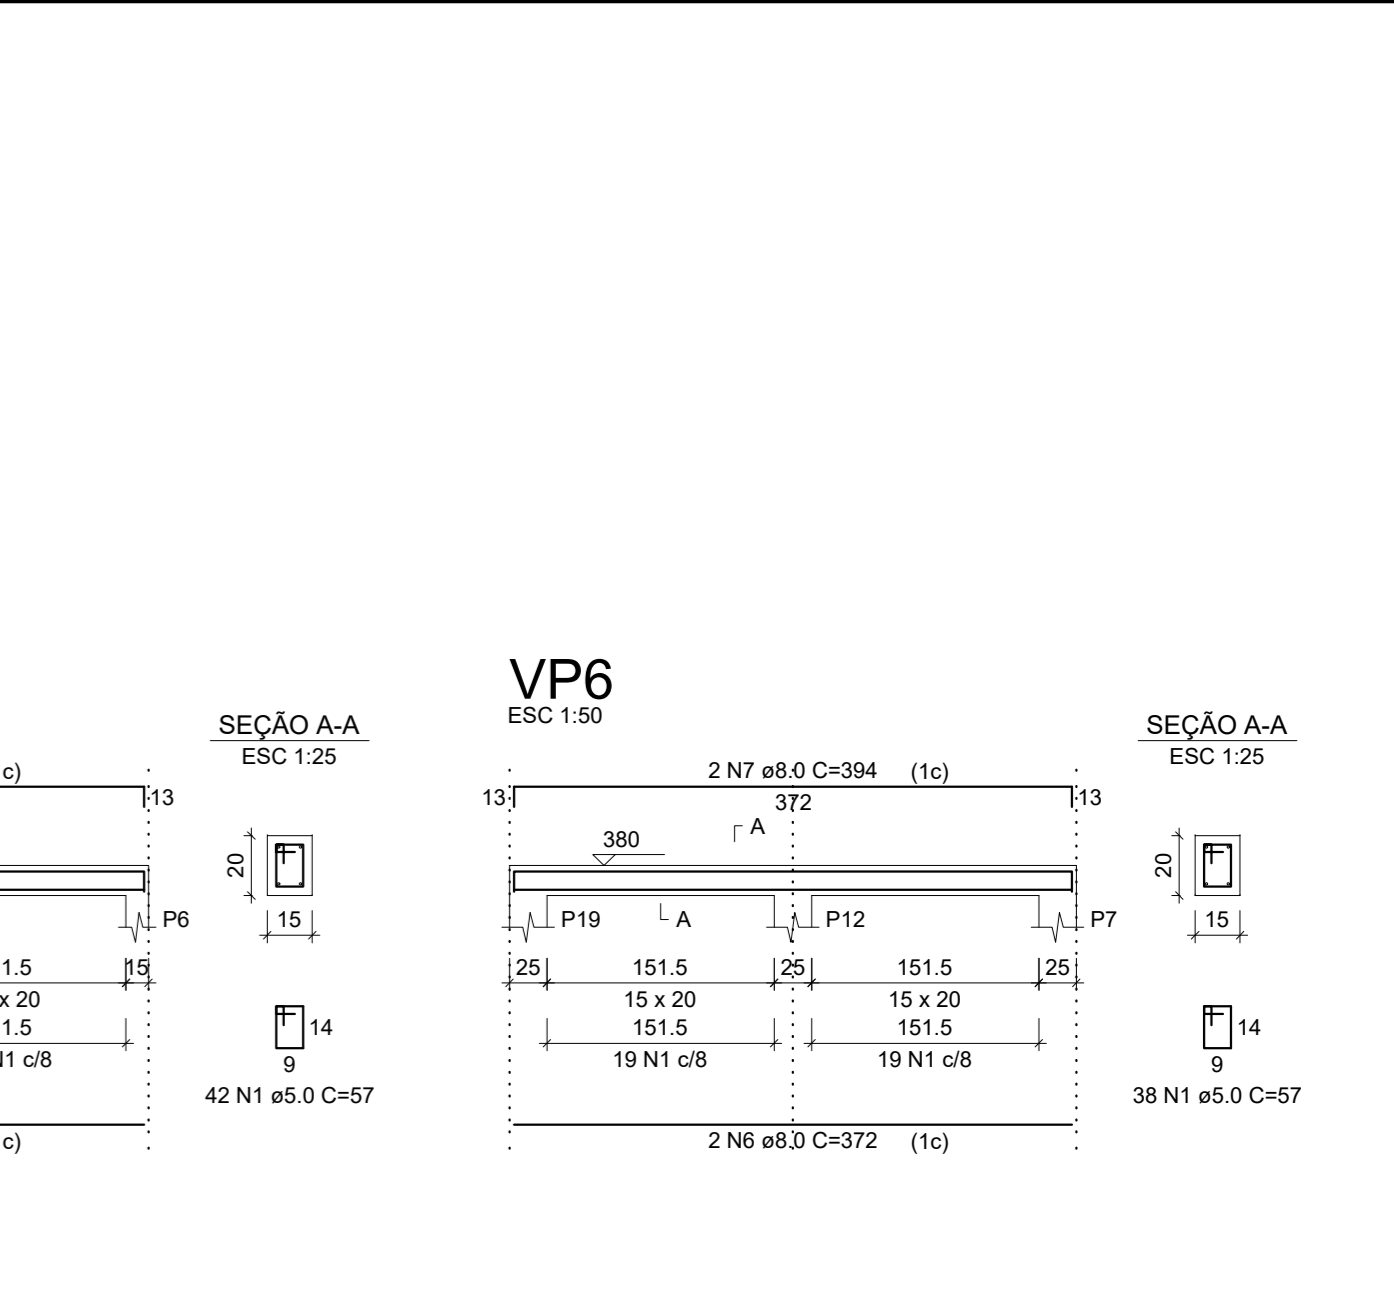 c)
13
SEÇÃO A-A
ESC 1:25
20
15
P6
1.5
15
x 20
1.5
N1 c/8
14
9
42 N1 ø5.0 C=57
c)
VP6
ESC 1:50
2 N7 ø8.0 C=394 (1c)
13
372
13
A
380
P19
A
P12
P7
25
151.5
25
151.5
25
15 x 20
15 x 20
151.5
151.5
19 N1 c/8
19 N1 c/8
2 N6 ø8.0 C=372 (1c)
SEÇÃO A-A
ESC 1:25
20
15
14
9
38 N1 ø5.0 C=57